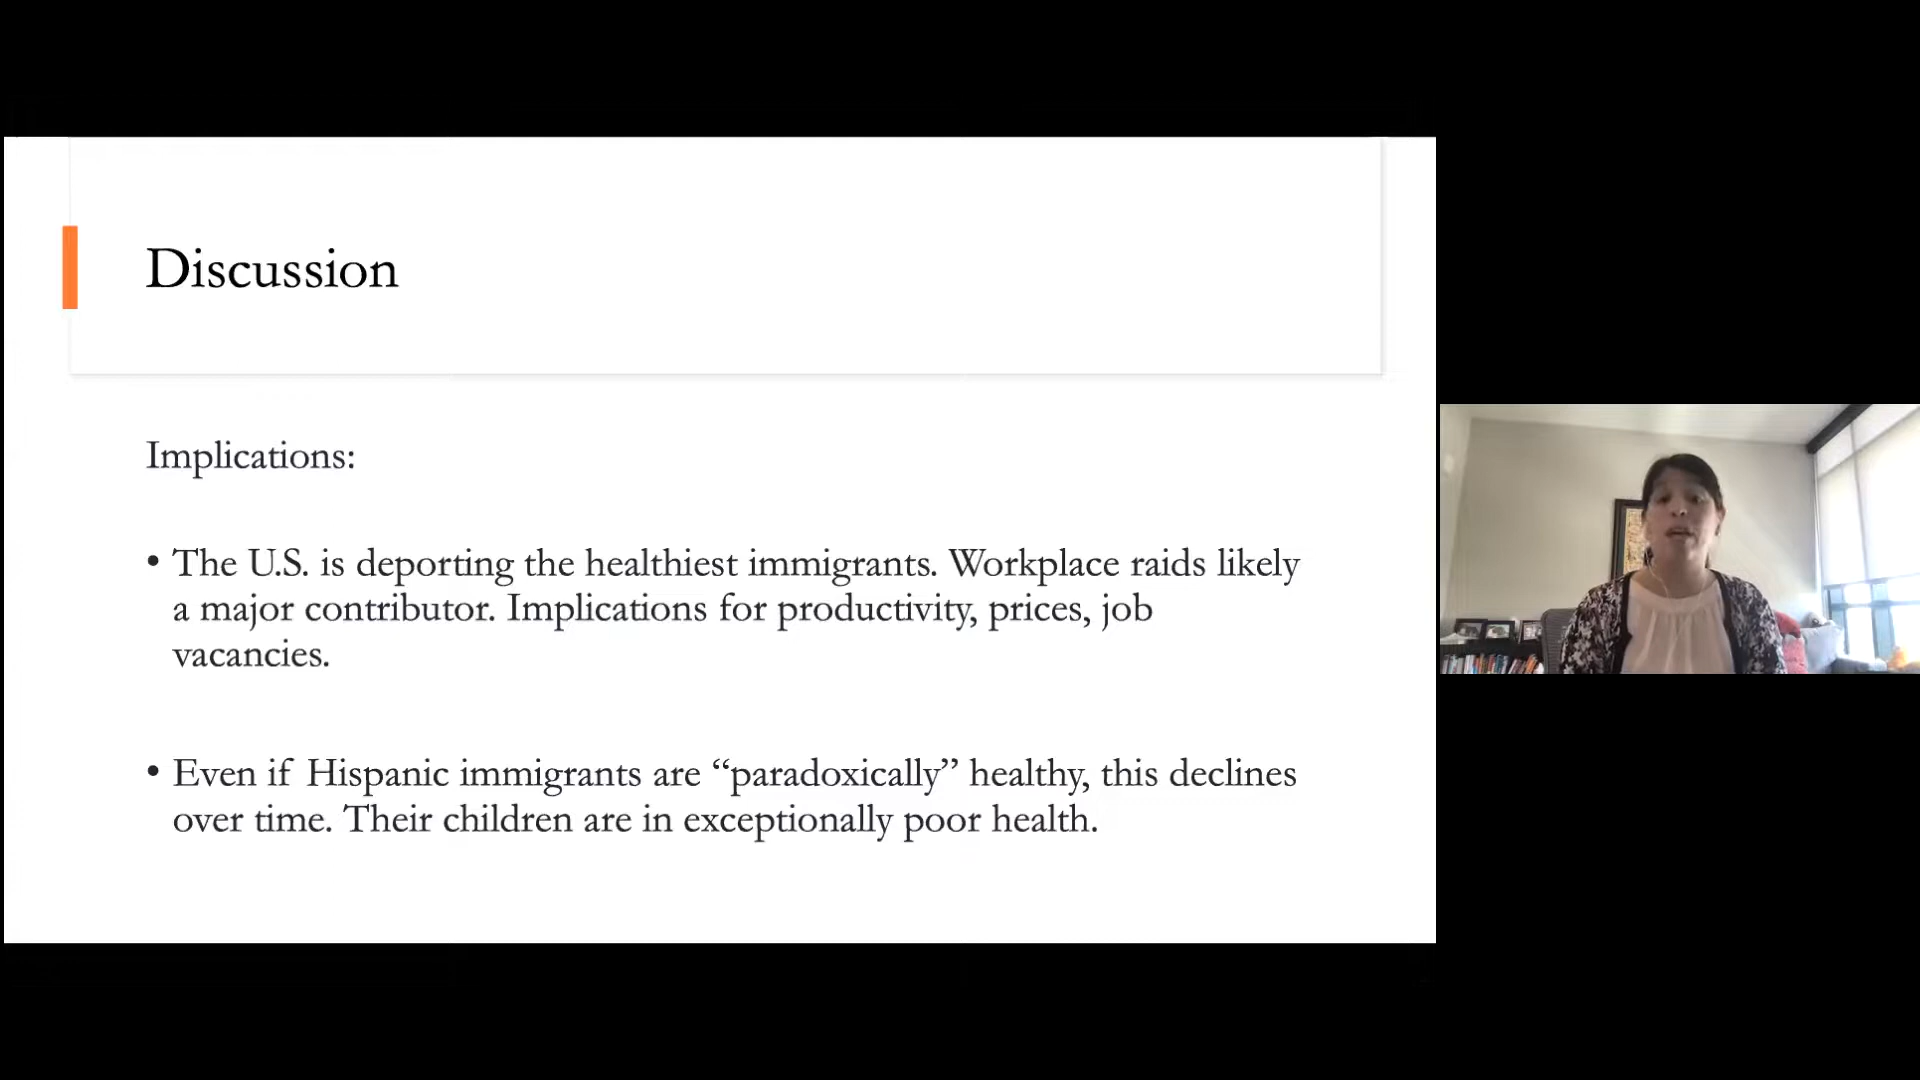 Discussion
Implications:
• The U.S. is deporting the healthiest immigrants. Workplace raids likely
a major contributor. Implications for productivity, prices, job
vacancies.
• Even if Hispanic immigrants are “paradoxically” healthy, this declines
over time. Their children are in exceptionally poor health.